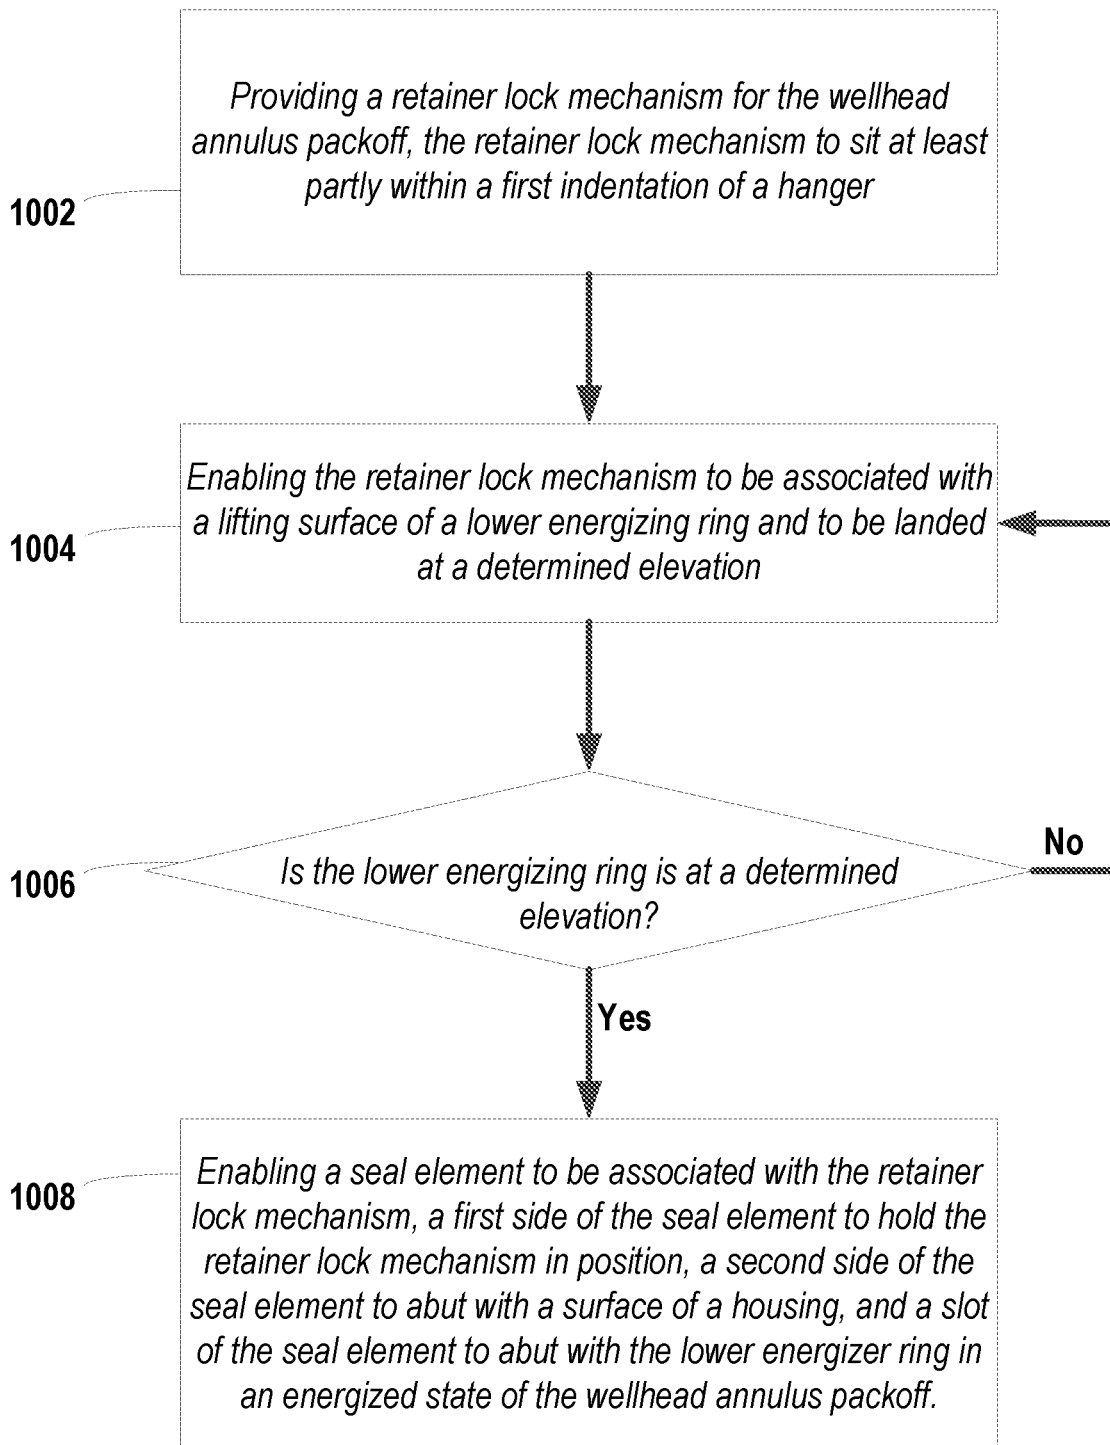 Providing a retainer lock mechanism for the wellhead
annulus packoff, the retainer lock mechanism to sit at least
partly within a first indentation of a hanger
1002
Enabling the retainer lock mechanism to be associated with
a lifting surface of a lower energizing ring and to be landed
at a determined elevation
1004
Is the lower energizing ring is at a determined
elevation?
1006
No
Yes
Enabling a seal element to be associated with the retainer
lock mechanism, a first side of the seal element to hold the
retainer lock mechanism in position, a second side of the
seal element to abut with a surface of a housing, and a slot
of the seal element to abut with the lower energizer ring in
an energized state of the wellhead annulus packoff.
1008